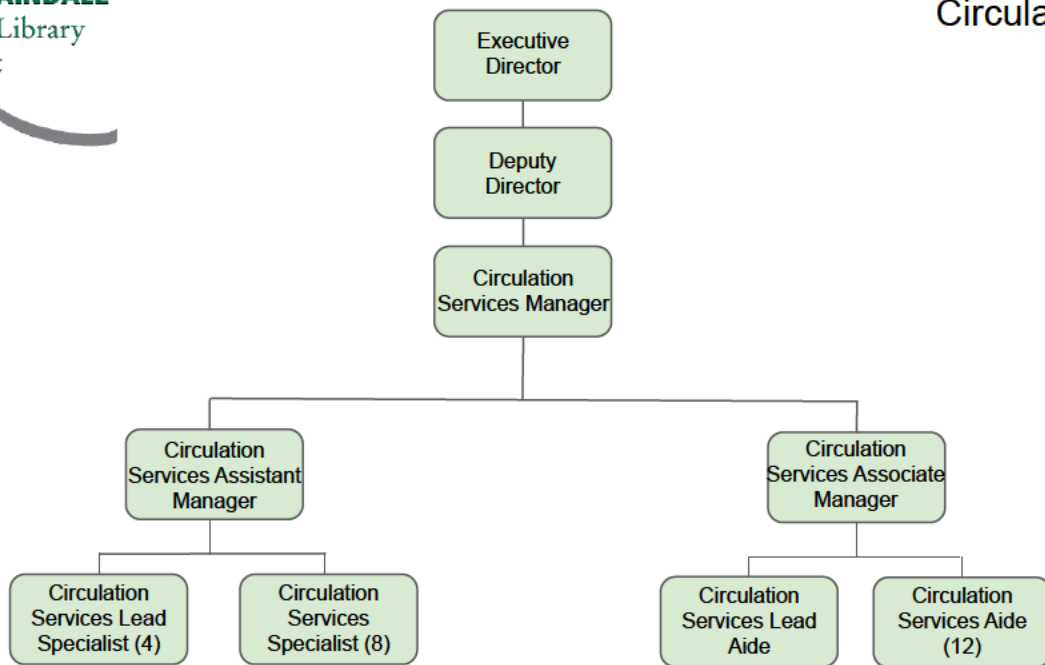 Library
Circula
Executive
Director
Deputy
Director
Circulation
Services Manager
Circulation
Services Assistant
Manager
Circulation
Services Associate
Manager
Circulation
Services Lead
Specialist (4)
Circulation
Services
Specialist (8)
Circulation
Services Lead
Aide
Circulation
Services Aide
(12)